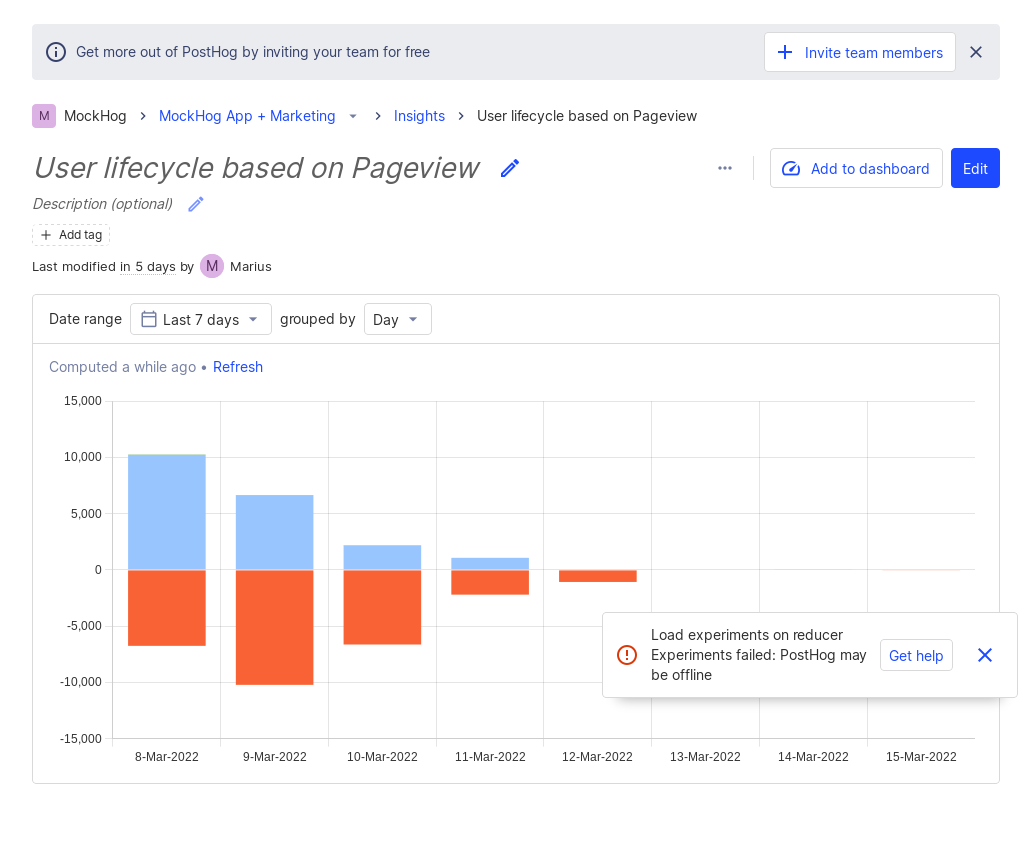 Get more out of PostHog by inviting your team for free
Invite team members
M MockHog MockHog App + Marketing Insights User lifecycle based on Pageview
User lifecycle based on Pageview
Add to dashboard
Edit
Description (optional)
Add tag
Last modified in 5 days by M Marius
Date range Last 7 days grouped by Day
Computed a while ago • Refresh
15,000
10,000
5,000
0
-5,000
-10,000
-15,000
8-Mar-2022 9-Mar-2022 10-Mar-2022 11-Mar-2022 12-Mar-2022 13-Mar-2022 14-Mar-2022 15-Mar-2022
Load experiments on reducer
Experiments failed: PostHog may
be offline
Get help